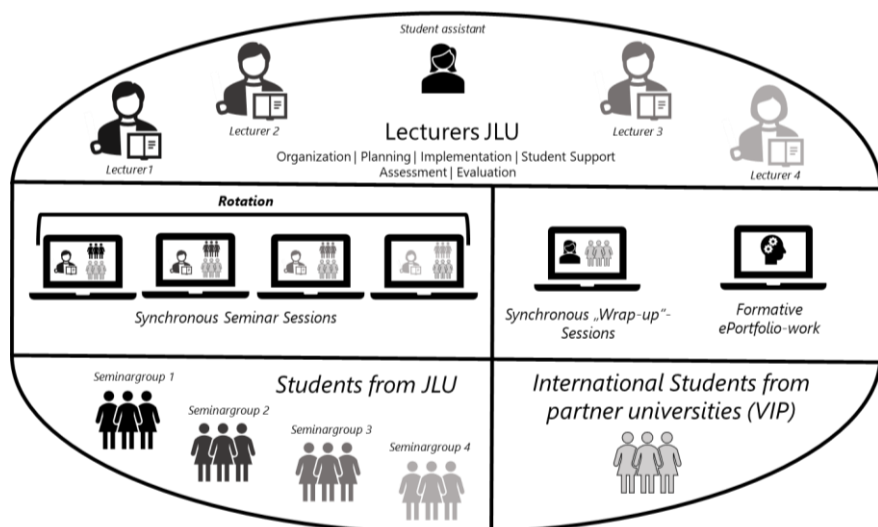 Student assistant
Lecturer 2
Lecturer 3
Lecturers JLU
Lecturer1
Lecturer 4
Organization | Planning | Implementation | Student Support
Assessment | Evaluation
Rotation
Synchronous Seminar Sessions
Synchronous „Wrap-up“-
Sessions
Formative
ePortfolio-work
Seminargroup 1
Students from JLU
Seminargroup 2
Seminargroup 3
Seminargroup 4
International Students from
partner universities (VIP)